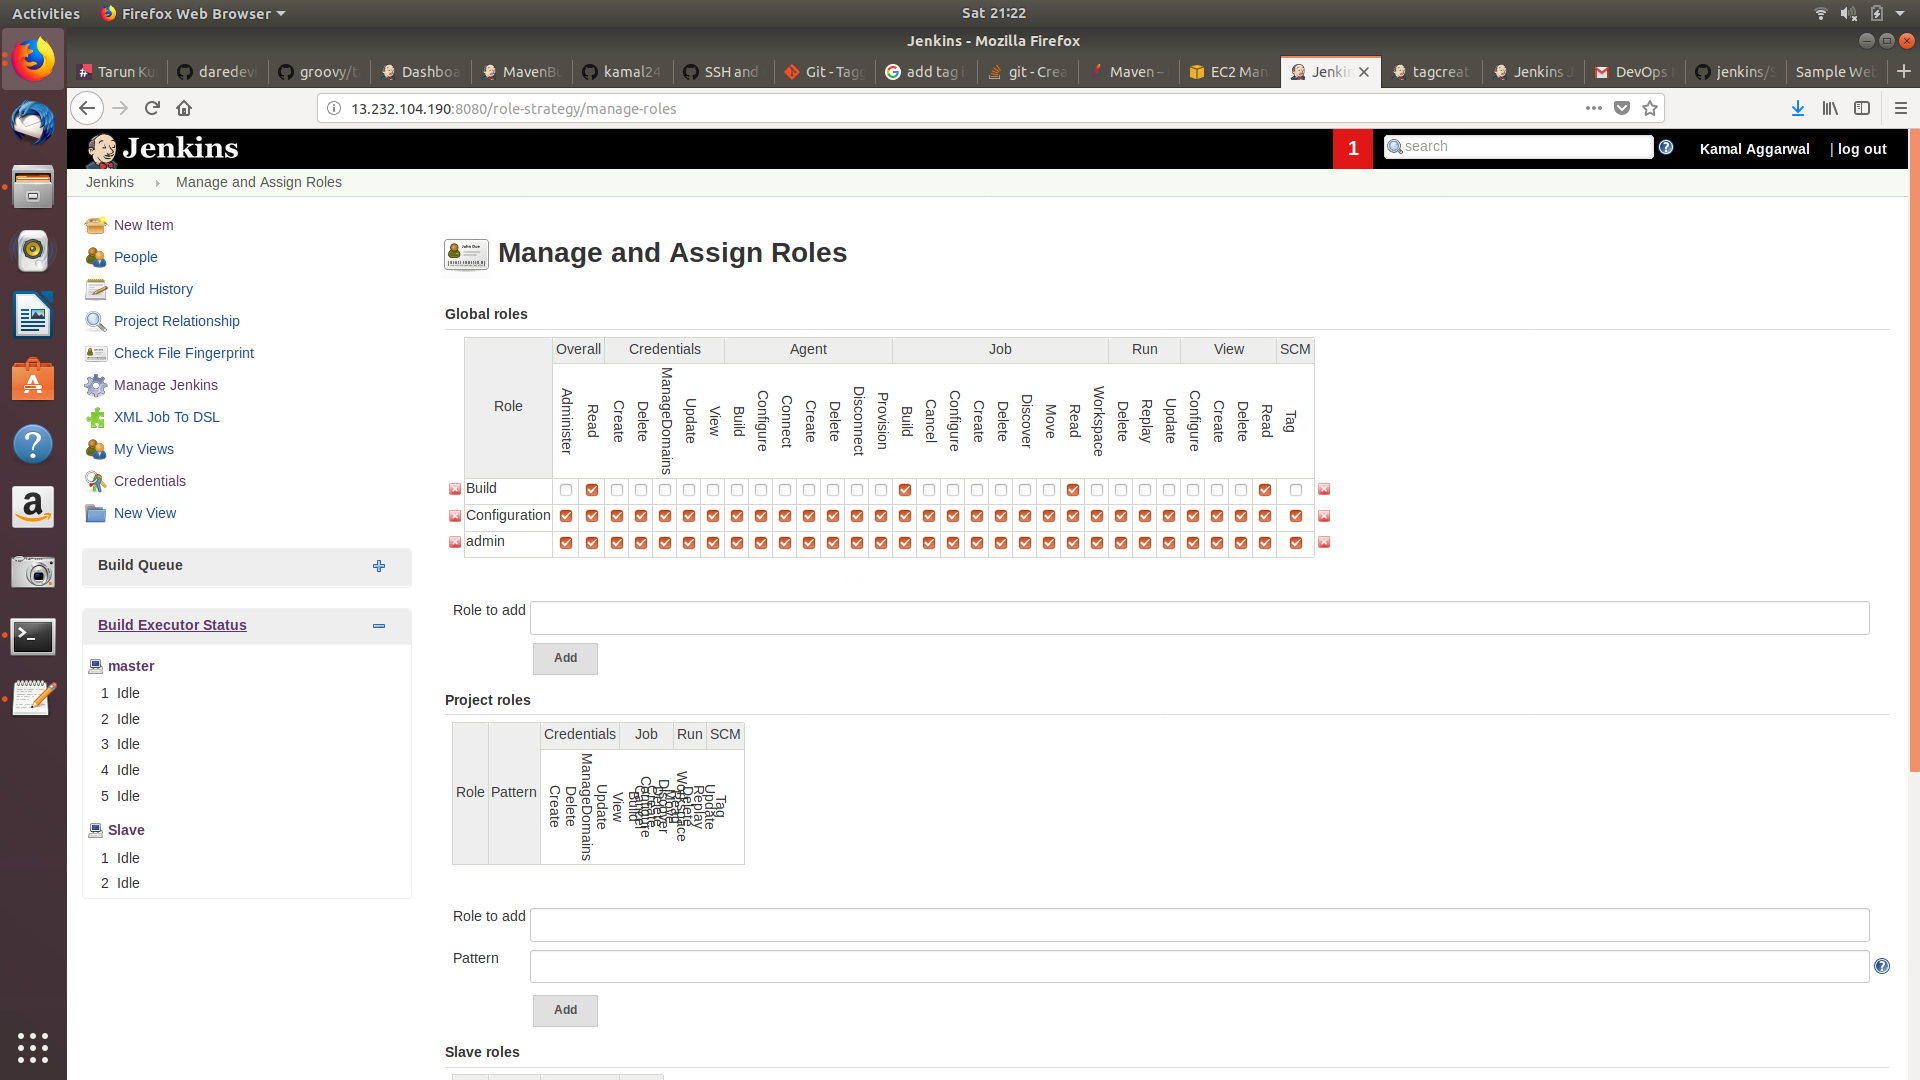 Activities Firefox Web Browser Sat 21:22
Jenkins - Mozilla Firefox
Tarun Ku daredevi groovy/t Dashboa MavenBu kamal24 SSH and Git - Tagg add tag i git - Crea Maven – EC2 Man Jenkin tagcreat Jenkins DevOps jenkins/S Sample Web
13.232.104.190:8080/role-strategy/manage-roles
Jenkins 1 search Kamal Aggarwal | log out
Jenkins Manage and Assign Roles
New Item
People
Build History
Project Relationship
Check File Fingerprint
Manage Jenkins
XML Job To DSL
My Views
Credentials
New View
Build Queue
Build Executor Status
master
1 Idle
2 Idle
3 Idle
4 Idle
5 Idle
Slave
1 Idle
2 Idle
John Doe
Manage and Assign Roles
Global roles
Role Overall Credentials Agent Job Run View SCM
Administer Read Create Delete ManageDomains Update View Build Configure Connect Create Delete Disconnect Provision Build Cancel Configure Create Delete Discover Move Read Workspace Delete Replay Update Configure Create Delete Read Tag
Build
Configuration
admin
Role to add
Add
Project roles
Role Pattern Credentials Job Run SCM
Create Delete ManageDomains Update View Build Cancel Configure Create Delete Discover Move Read Workspace Delete Replay Update Tag
Role to add
Pattern
Add
Slave roles